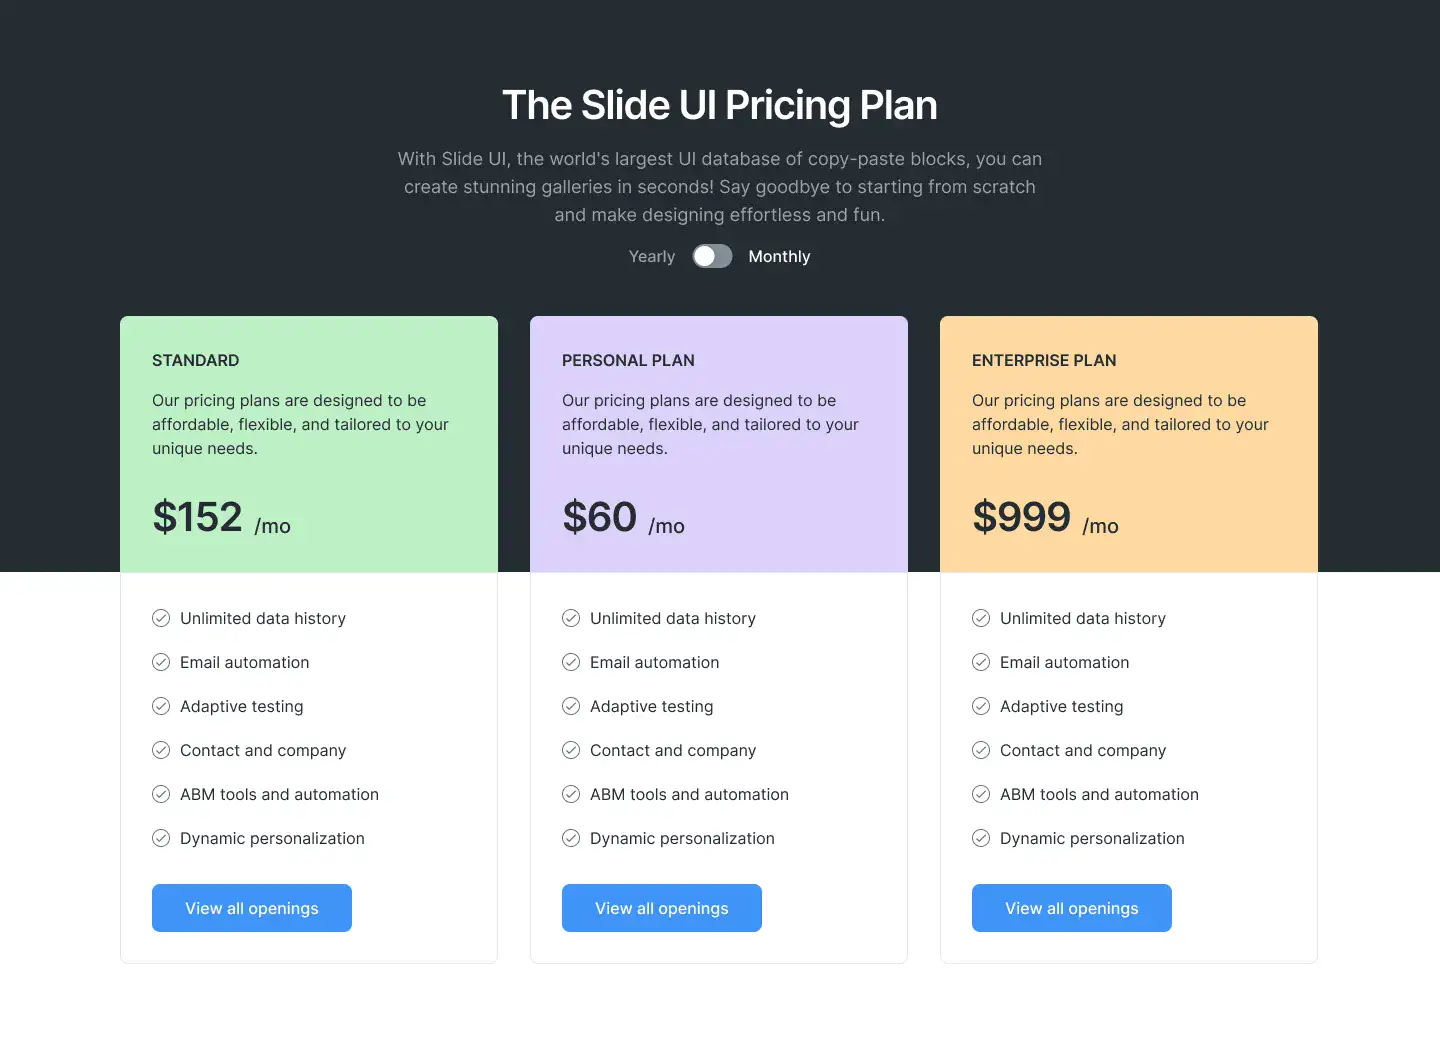 The Slide UI Pricing Plan
With Slide UI, the world's largest UI database of copy-paste blocks, you can
create stunning galleries in seconds! Say goodbye to starting from scratch
and make designing effortless and fun.
Yearly Monthly
STANDARD
Our pricing plans are designed to be
affordable, flexible, and tailored to your
unique needs.
$152 /mo
Unlimited data history
Email automation
Adaptive testing
Contact and company
ABM tools and automation
Dynamic personalization
View all openings
PERSONAL PLAN
Our pricing plans are designed to be
affordable, flexible, and tailored to your
unique needs.
$60 /mo
Unlimited data history
Email automation
Adaptive testing
Contact and company
ABM tools and automation
Dynamic personalization
View all openings
ENTERPRISE PLAN
Our pricing plans are designed to be
affordable, flexible, and tailored to your
unique needs.
$999 /mo
Unlimited data history
Email automation
Adaptive testing
Contact and company
ABM tools and automation
Dynamic personalization
View all openings